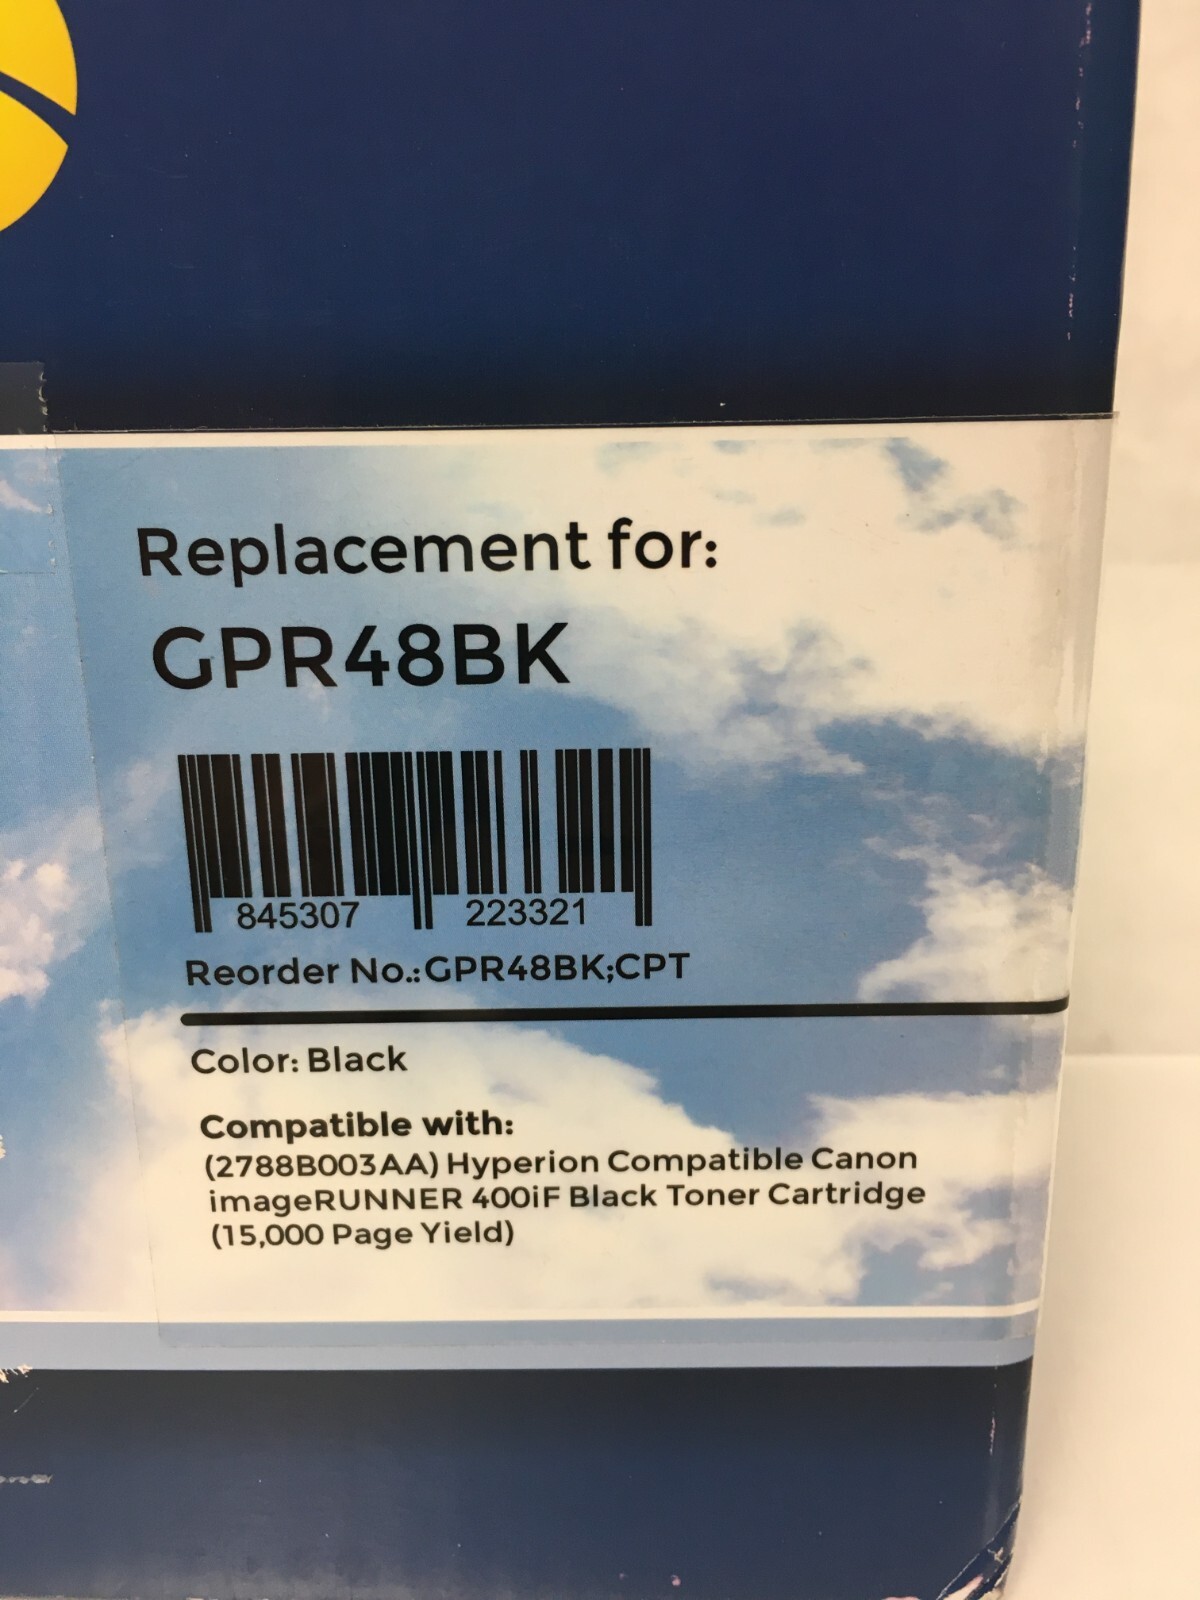 Replacement for:
GPR48BK
845307 223321
Reorder No.:GPR48BK;CPT
Color: Black
Compatible with:
(2788B003AA) Hyperion Compatible Canon
imageRUNNER 400iF Black Toner Cartridge
(15,000 Page Yield)